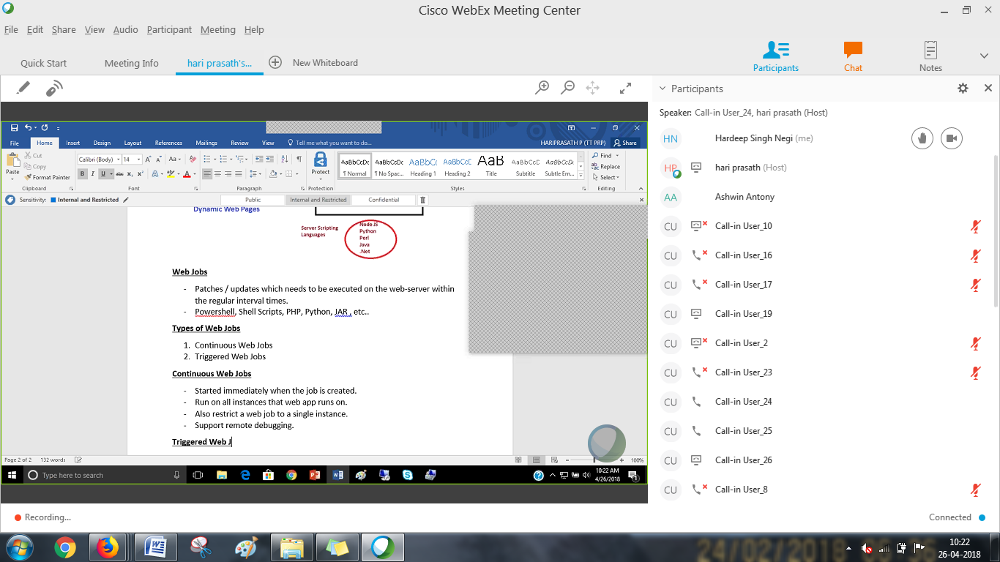 Cisco WebEx Meeting Center
File Edit Share View Audio Participant Meeting Help
Quick Start Meeting Info hari prasath's... New Whiteboard
Participants Chat Notes
Participants
Speaker: Call-in User_24, hari prasath (Host)
HN Hardeep Singh Negi (me)
HP hari prasath (Host)
AA Ashwin Antony
CU Call-in User_10
CU Call-in User_16
CU Call-in User_17
CU Call-in User_19
CU Call-in User_2
CU Call-in User_23
CU Call-in User_24
CU Call-in User_25
CU Call-in User_26
CU Call-in User_8
File Home Insert Design Layout References Mailings Review View Tell me what you want to do... HARIPRASATH P (TT PRP) Share
Paste Cut Copy Format Painter
Calibri (Body) 14
Protect
AaBbCcDc AaBbCcDc AaBbC( AaBbCcC AaB AaBbCcD AaBbCcDc
¶ Normal ¶ No Spac... Heading 1 Heading 2 Title Subtitle Subtle Em...
Find Replace Select
Clipboard Font Paragraph Protection Styles Editing
Sensitivity: Internal and Restricted Public Internal and Restricted Confidential
Dynamic Web Pages
Server Scripting
Languages
Node JS
Python
Perl
Java
.Net
Web Jobs
- Patches / updates which needs to be executed on the web-server within
the regular interval times.
- Powershell, Shell Scripts, PHP, Python, JAR , etc..
Types of Web Jobs
1. Continuous Web Jobs
2. Triggered Web Jobs
Continuous Web Jobs
- Started immediately when the job is created.
- Run on all instances that web app runs on.
- Also restrict a web job to a single instance.
- Support remote debugging.
Triggered Web J
Page 2 of 2 132 words 100%
Type here to search
10:22 AM
4/26/2018
Recording... Connected
10:22
26-04-2018